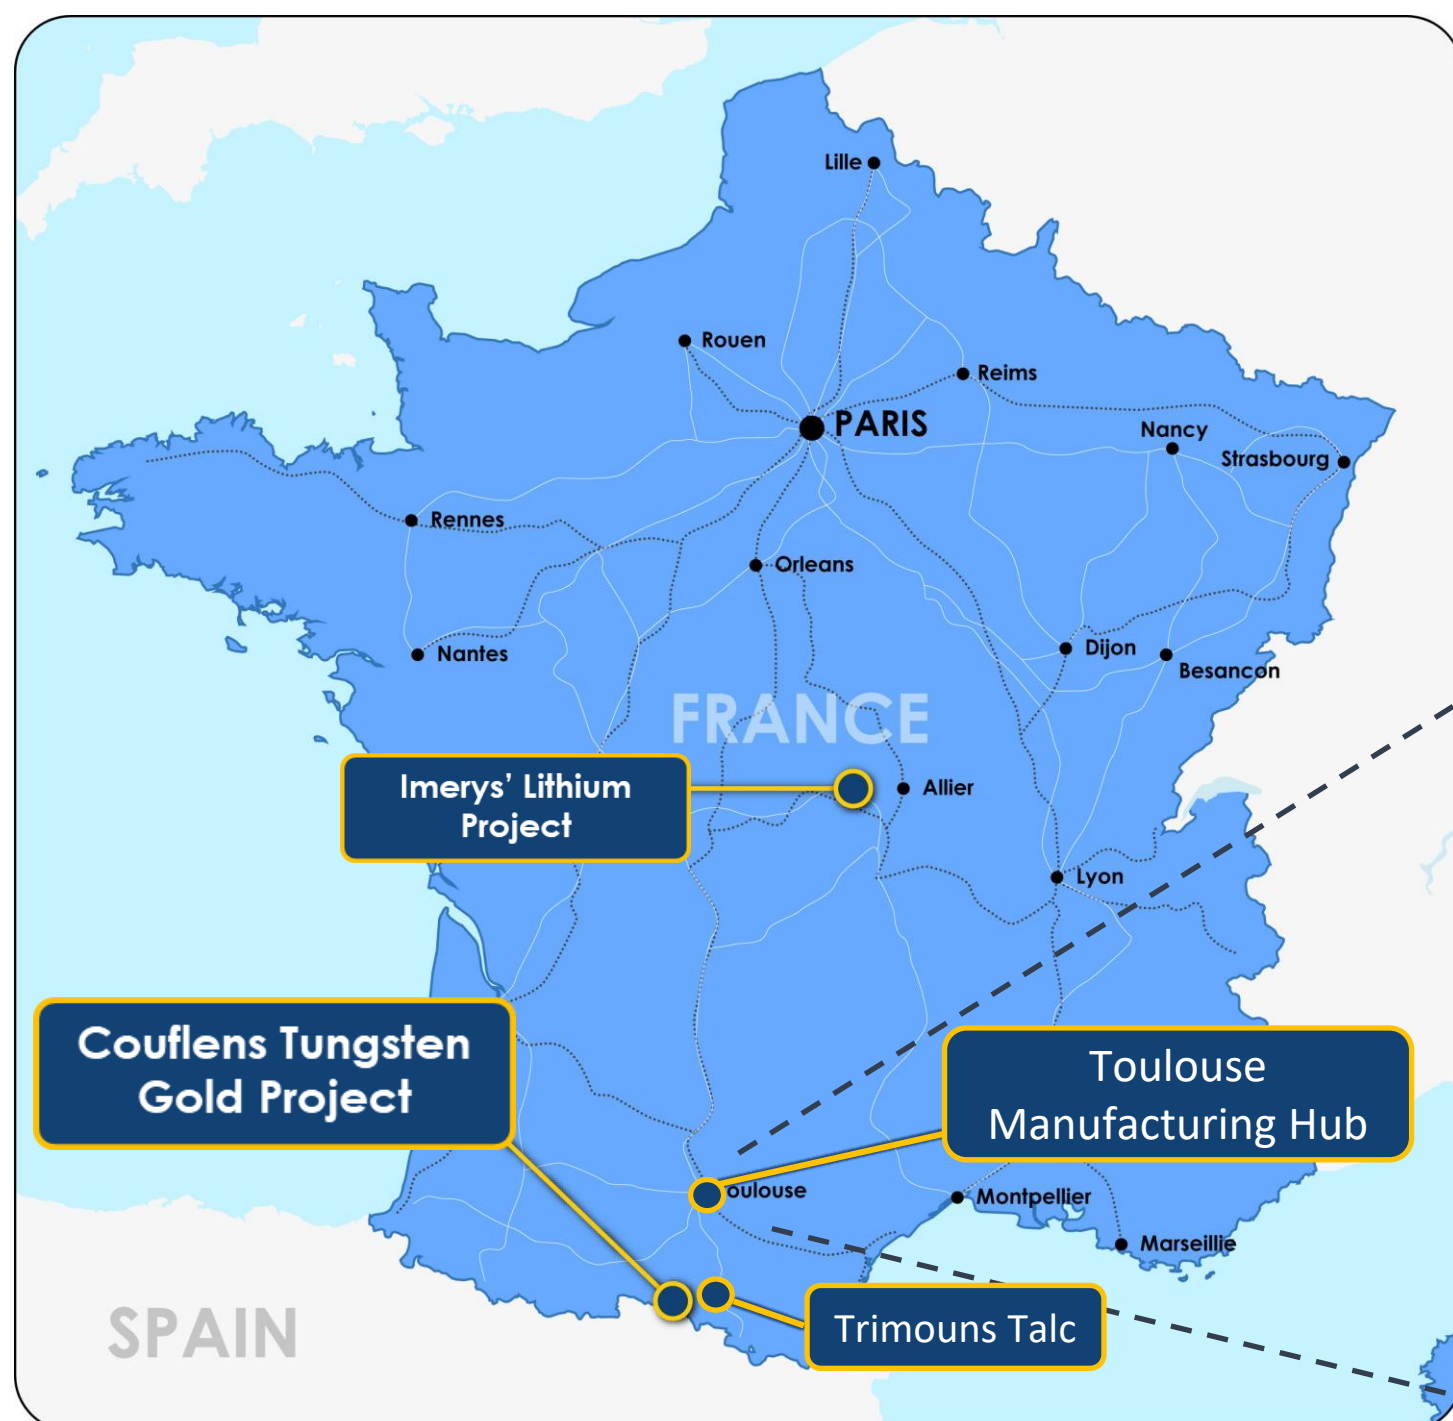 Lille
Rouen
Reims
PARIS
Nancy
Strasbourg
Rennes
Orleans
Nantes
Dijon
Besancon
FRANCE
Imerys’ Lithium
Project
Allier
Lyon
Couflens Tungsten
Gold Project
Toulouse
Manufacturing Hub
oulouse
Montpellier
Marseillie
SPAIN
Trimouns Talc